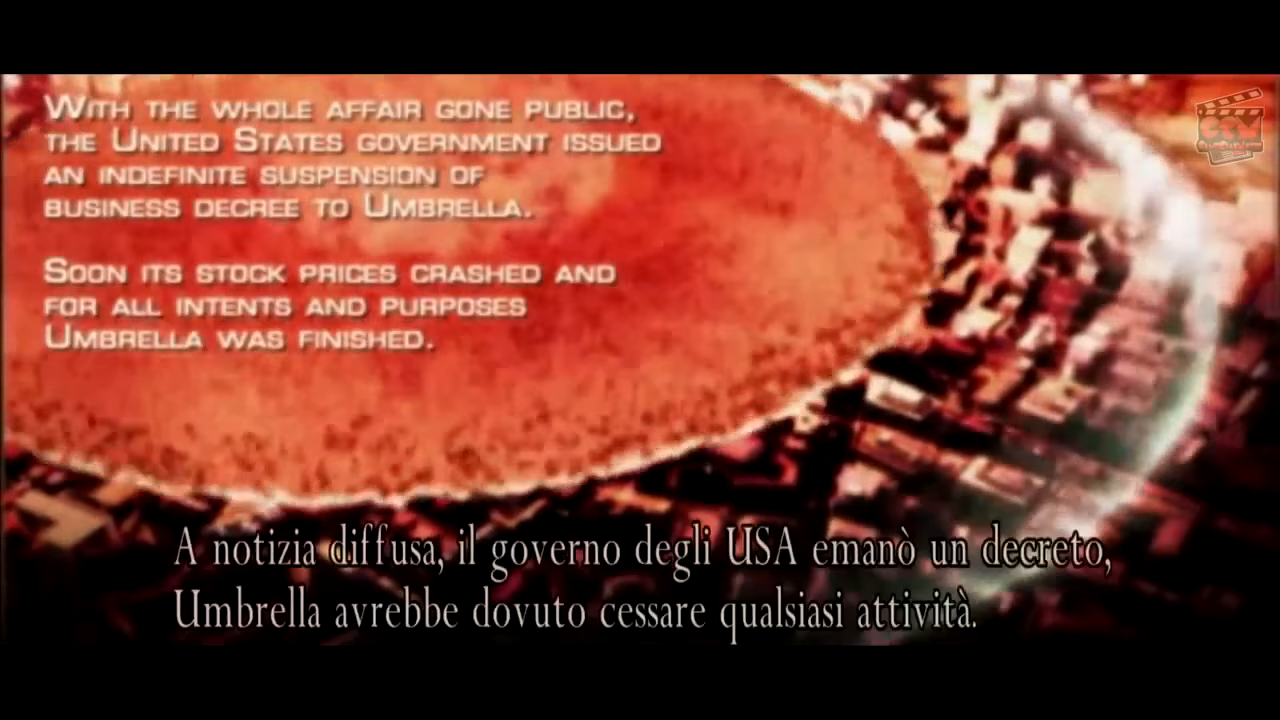 WITH THE WHOLE AFFAIR GONE PUBLIC,
THE UNITED STATES GOVERNMENT ISSUED
AN INDEFINITE SUSPENSION OF
BUSINESS DECREE TO UMBRELLA.
SOON ITS STOCK PRICES CRASHED AND
FOR ALL INTENTS AND PURPOSES
UMBRELLA WAS FINISHED.
A notizia diffusa, il governo degli USA emanò un decreto,
Umbrella avrebbe dovuto cessare qualsiasi attività.